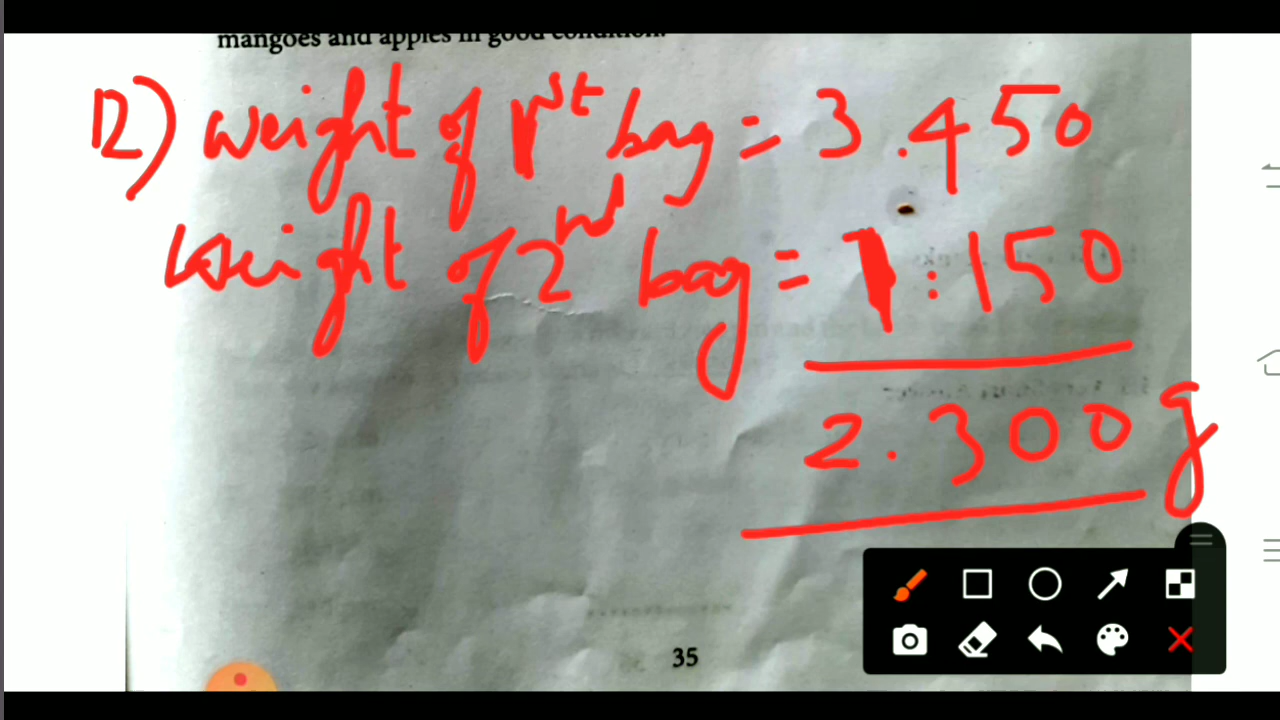 mangoes and apples in good condition.
12) weight of 1st bag = 3.450
weight of 2nd bag = 1.150
2.300 g
35